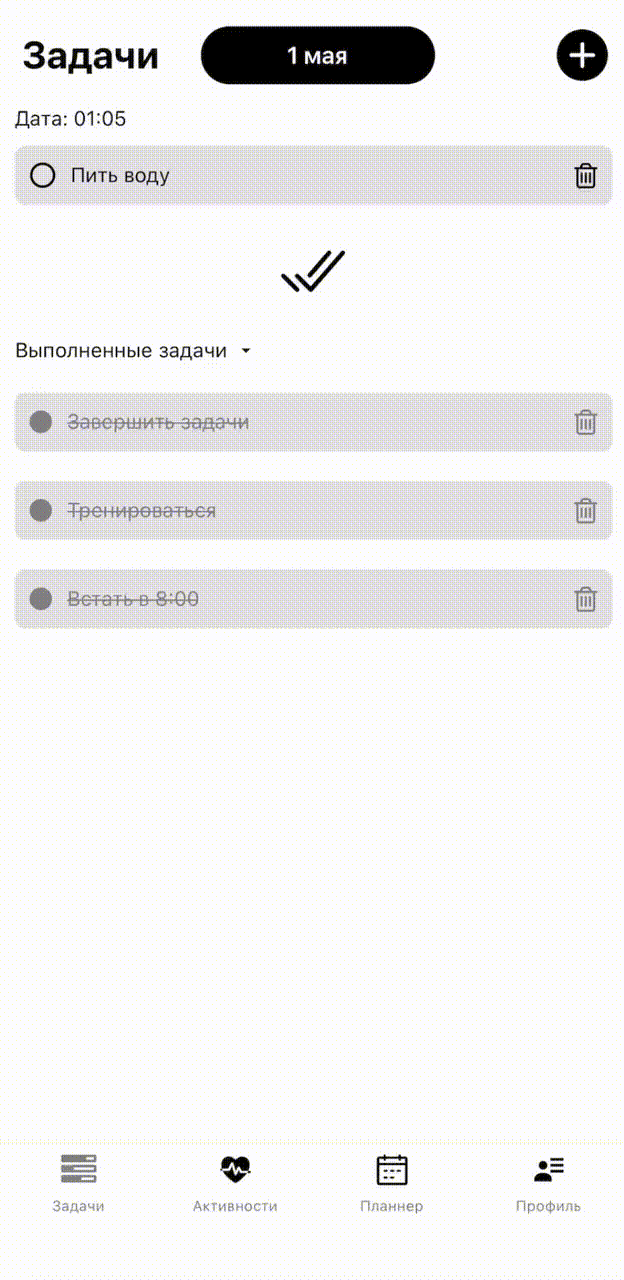 Задачи
1 мая
Дата: 01:05
Пить воду
Выполненные задачи
Завершить задачи
Тренироваться
Встать в 8:00
Задачи
Активности
Планнер
Профиль